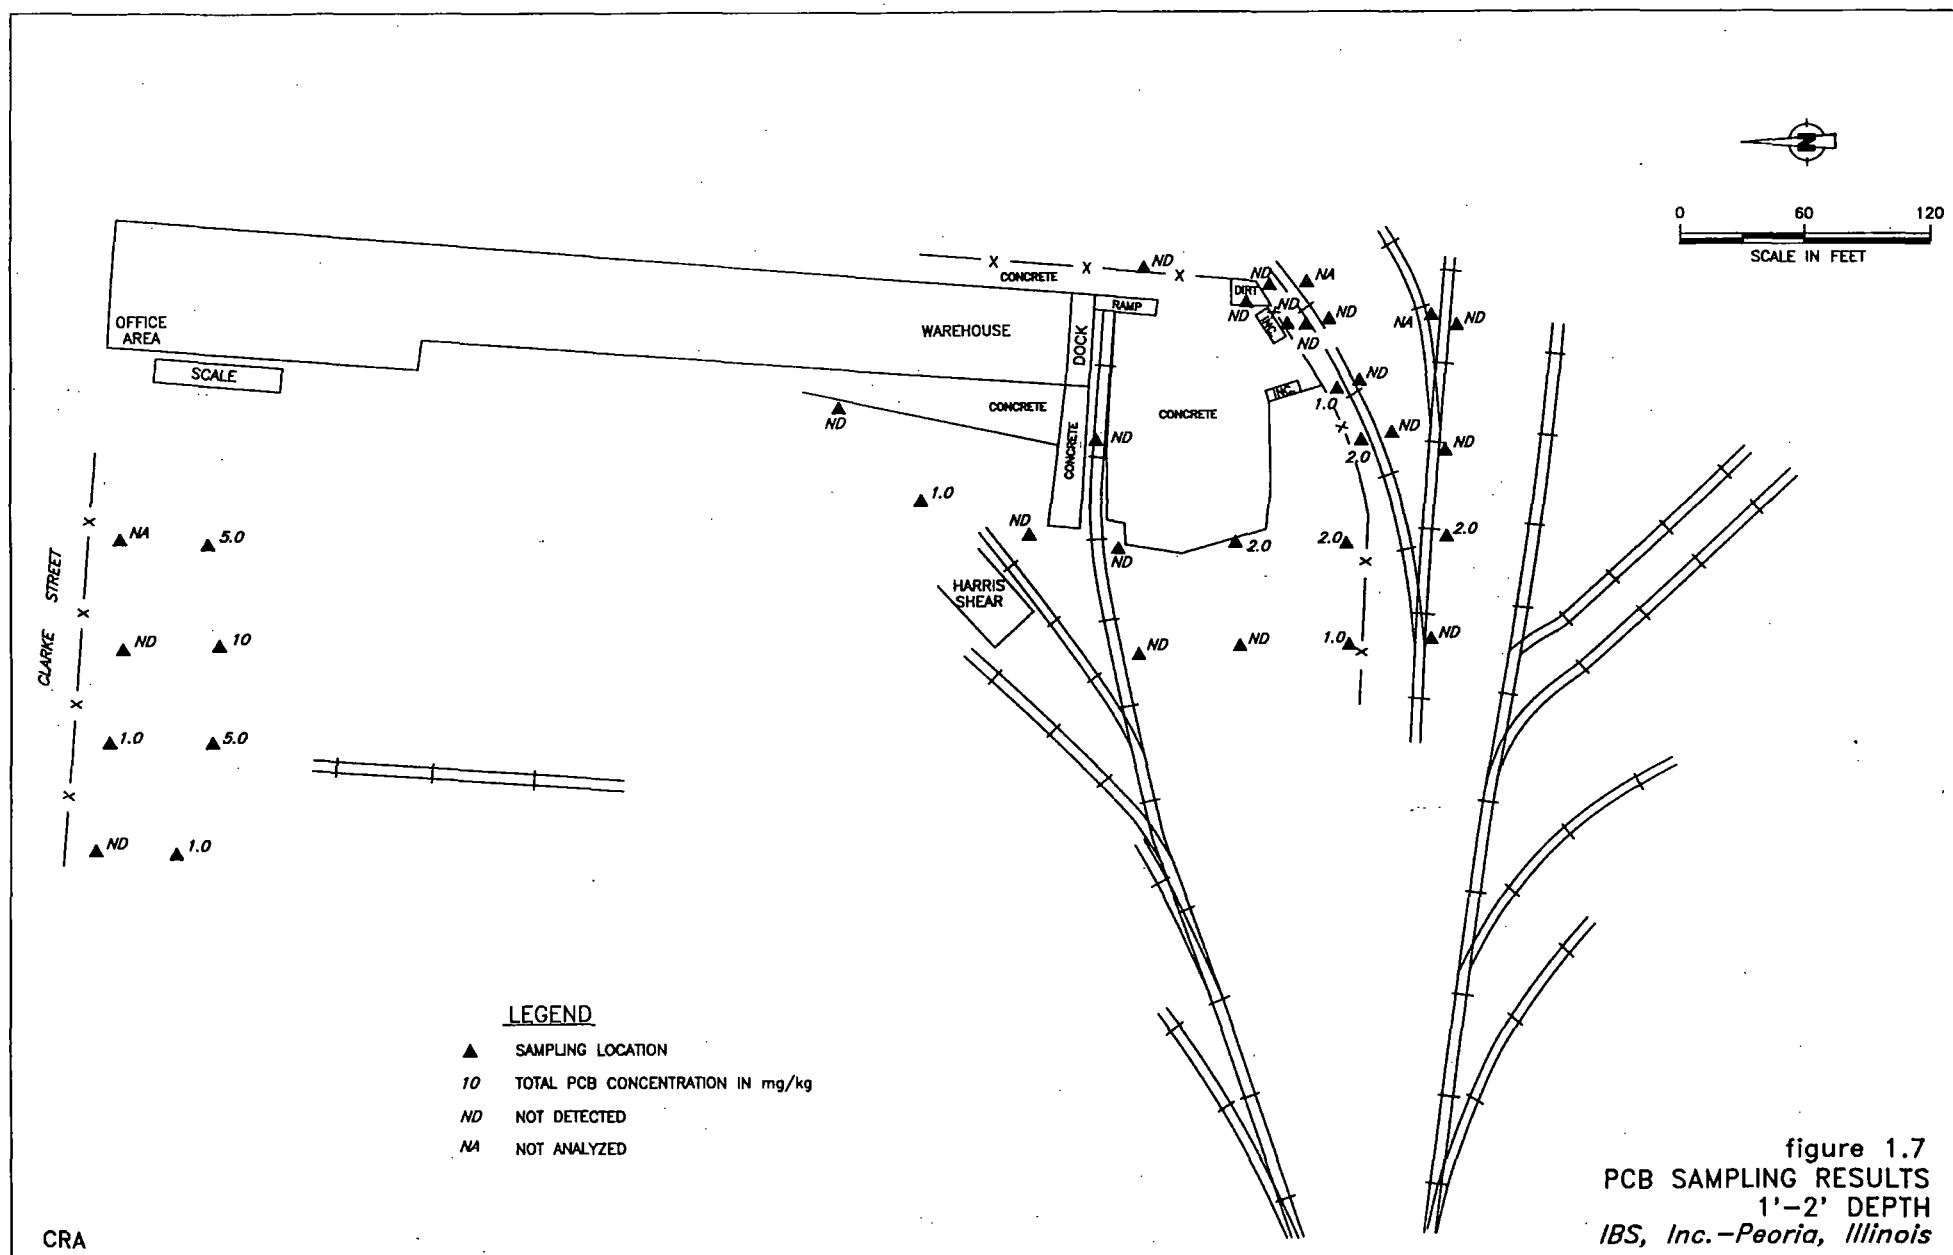 N
0 60 120
SCALE IN FEET
ND
CONCRETE
ND
NA
DIRT
RAMP
ND
ND
ND
INC.
ND
NA
ND
OFFICE
AREA
WAREHOUSE
DOCK
SCALE
ND
INC.
1.0
CONCRETE
CONCRETE
ND
CONCRETE
ND
ND
2.0
ND
1.0
ND
NA
5.0
ND
2.0
2.0
2.0
CLARKE STREET
HARRIS
SHEAR
ND
10
ND
ND
1.0
ND
1.0
5.0
ND
1.0
LEGEND
SAMPLING LOCATION
10 TOTAL PCB CONCENTRATION IN mg/kg
ND NOT DETECTED
NA NOT ANALYZED
figure 1.7
PCB SAMPLING RESULTS
1'-2' DEPTH
IBS, Inc.-Peoria, Illinois
CRA